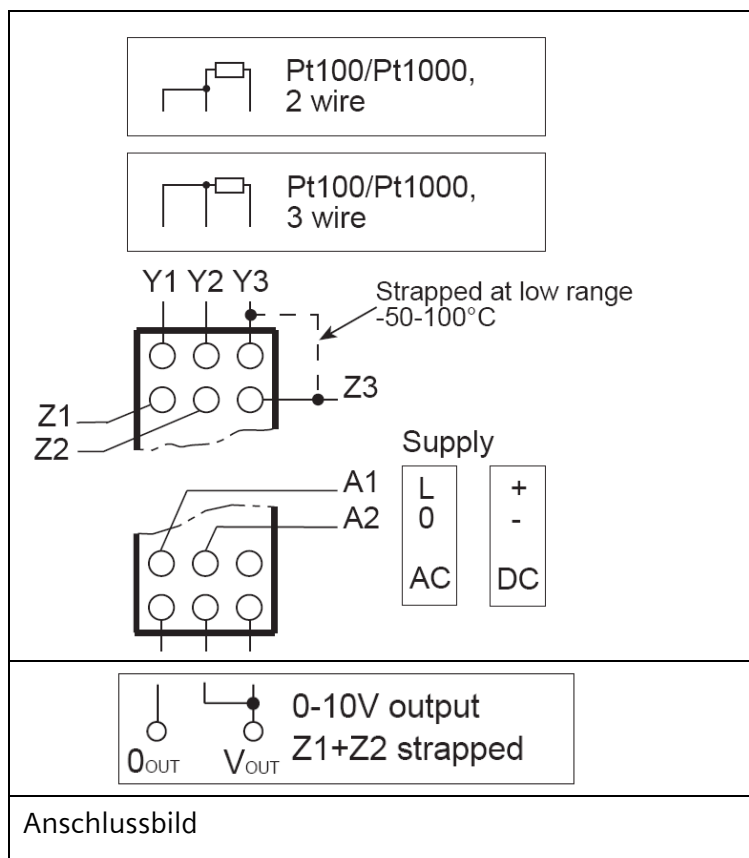 Pt100/Pt1000,
2 wire
Pt100/Pt1000,
3 wire
Y1 Y2 Y3
Strapped at low range
-50-100°C
Z3
Z1
Z2
Supply
A1
A2
L
0
AC
+
-
DC
0-10V output
Z1+Z2 strapped
0OUT VOUT
Anschlussbild